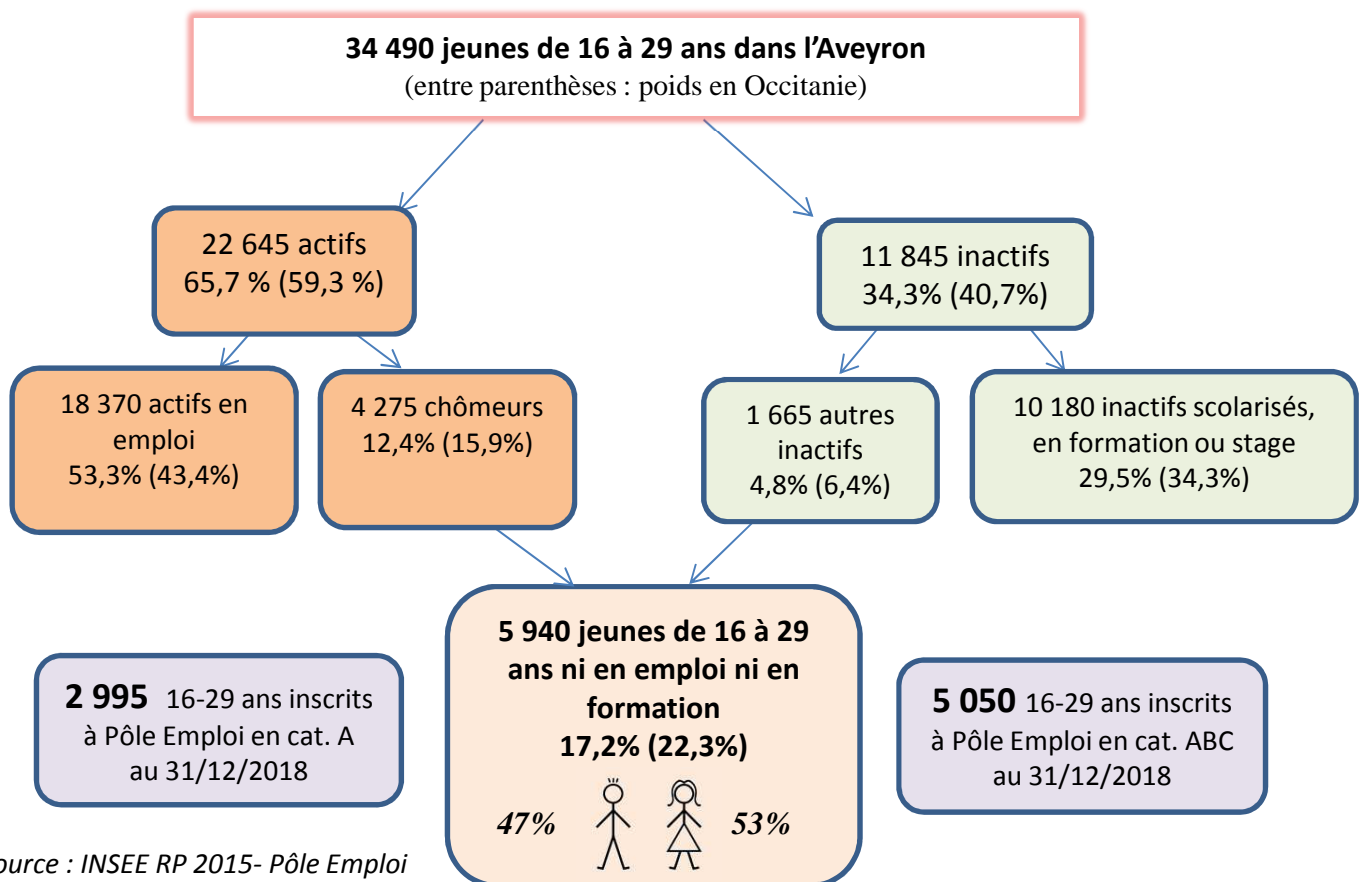 34 490 jeunes de 16 à 29 ans dans l'Aveyron
(entre parenthèses : poids en Occitanie)
22 645 actifs
65,7 % (59,3 %)
11 845 inactifs
34,3% (40,7%)
18 370 actifs en
emploi
53,3% (43,4%)
4 275 chômeurs
12,4% (15,9%)
1 665 autres
inactifs
4,8% (6,4%)
10 180 inactifs scolarisés,
en formation ou stage
29,5% (34,3%)
5 940 jeunes de 16 à 29
ans ni en emploi ni en
formation
17,2% (22,3%)
47% 53%
2 995 16-29 ans inscrits
à Pôle Emploi en cat. A
au 31/12/2018
5 050 16-29 ans inscrits
à Pôle Emploi en cat. ABC
au 31/12/2018
ource : INSEE RP 2015- Pôle Emploi